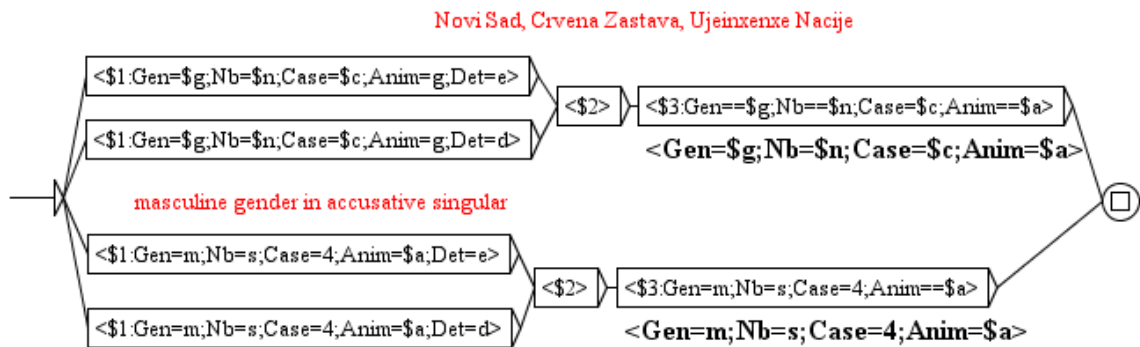 Novi Sad, Crvena Zastava, Ujeinxenxe Nacije
<$1:Gen=$g;Nb=$n;Case=$c;Anim=g;Det=e>
<$2>
<$3:Gen==$g;Nb==$n;Case=$c;Anim==$a>
<$1:Gen=$g;Nb=$n;Case=$c;Anim=g;Det=d>
<Gen=$g;Nb=$n;Case=$c;Anim=$a>
masculine gender in accusative singular
<$1:Gen=m;Nb=s;Case=4;Anim=$a;Det=e>
<$2>
<$3:Gen=m;Nb=s;Case=4;Anim==$a>
<$1:Gen=m;Nb=s;Case=4;Anim=$a;Det=d>
<Gen=m;Nb=s;Case=4;Anim=$a>